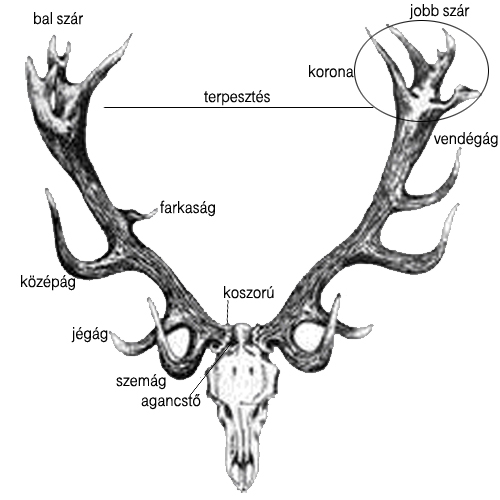 jobb szár
bal szár
korona
terpesztés
vendégág
farkaság
középág
koszorú
jégág
szemág
agancstő